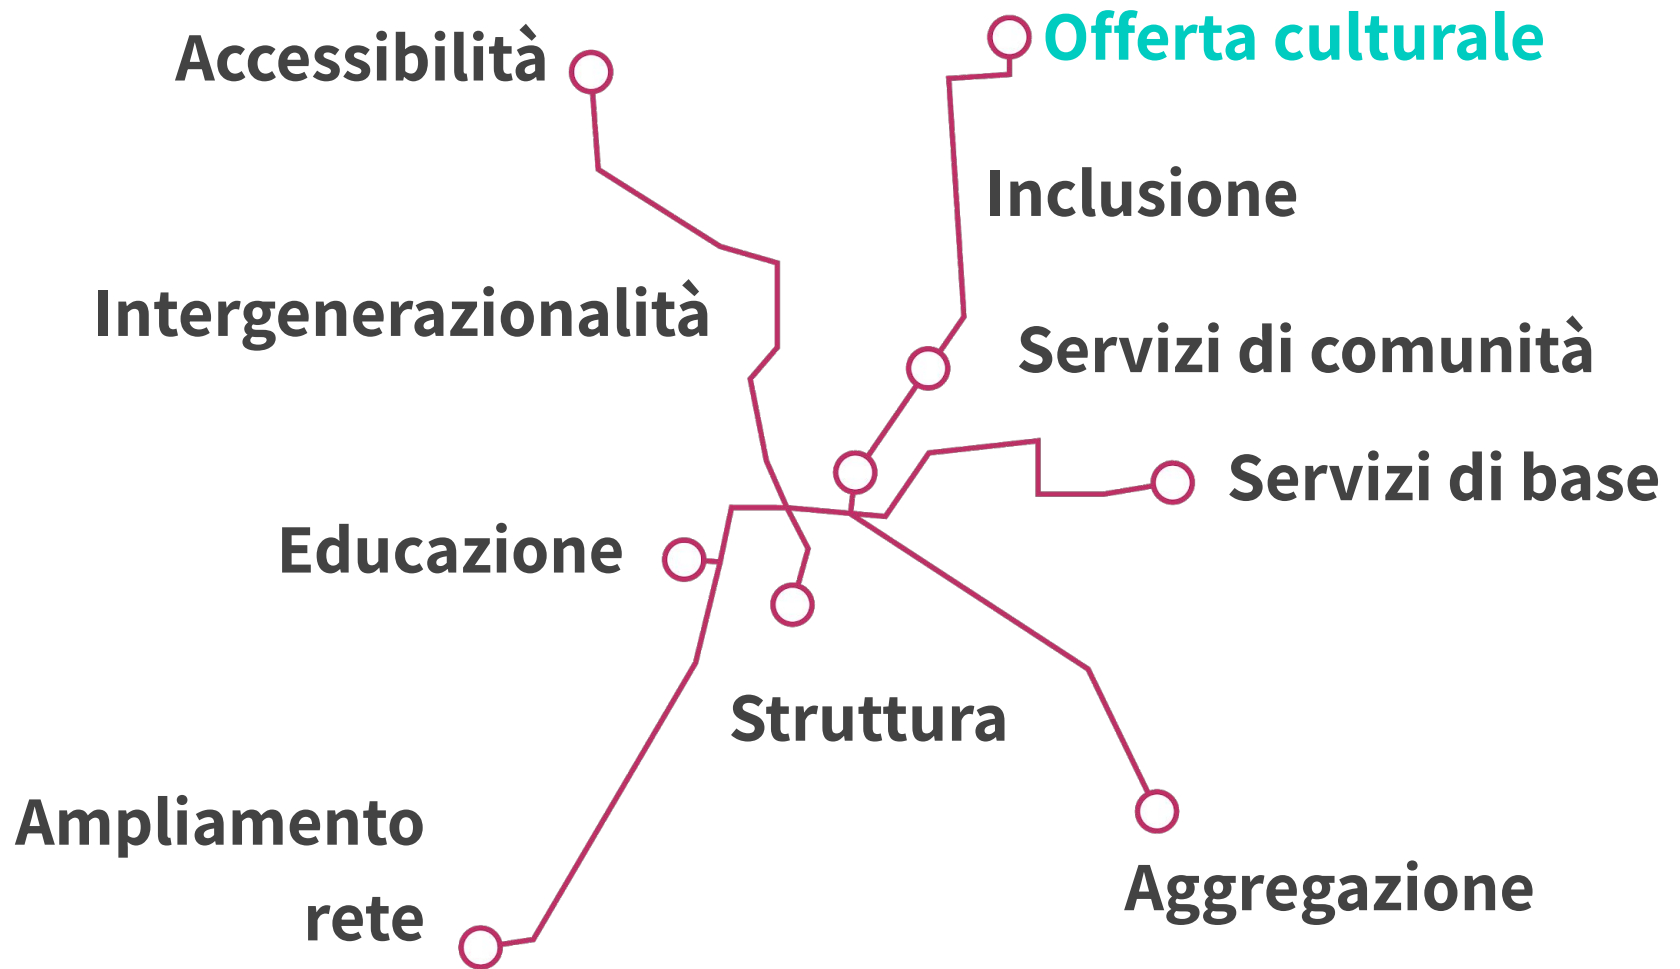 Accessibilità
Offerta culturale
Inclusione
Intergenerazionalità
Servizi di comunità
Servizi di base
Educazione
Struttura
Ampliamento
rete
Aggregazione